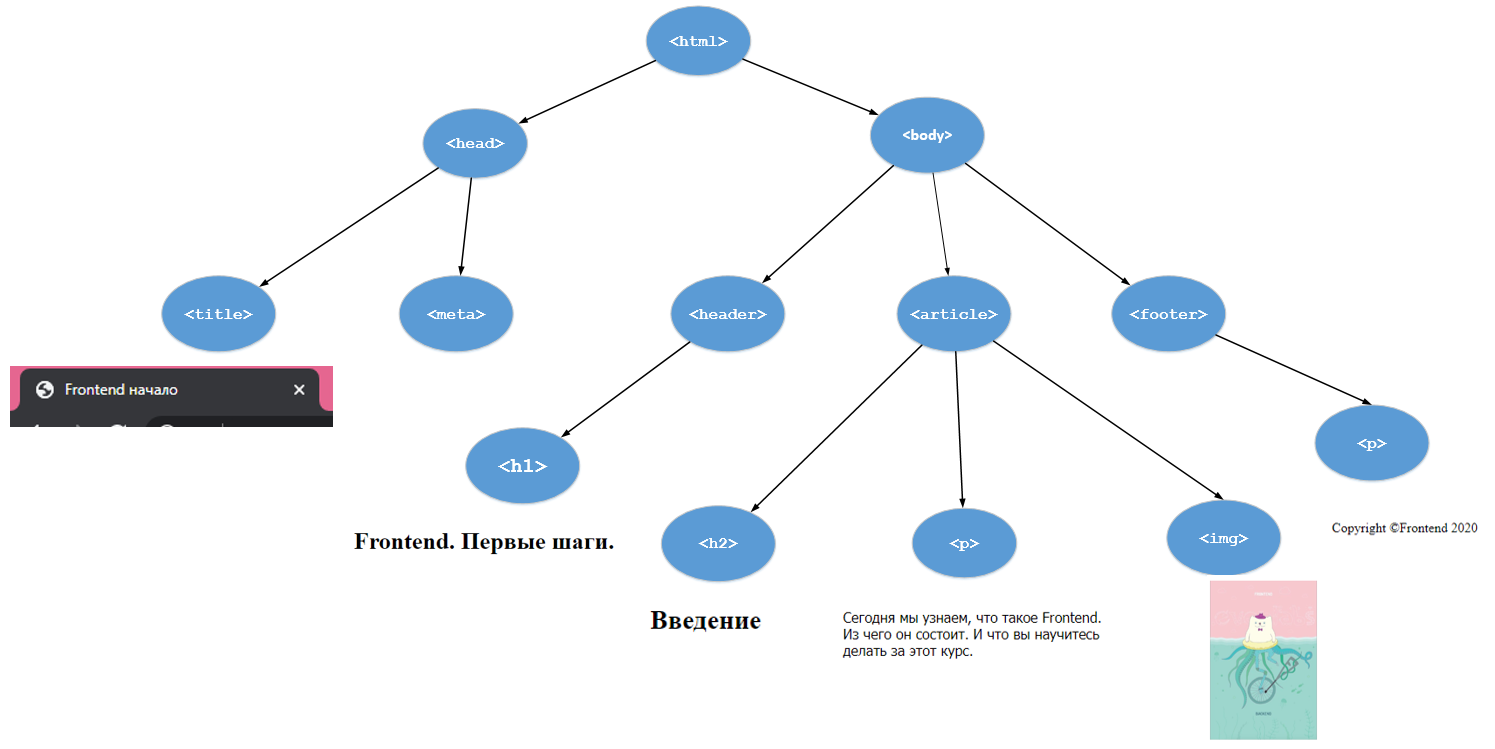 <html>
<head>
<body>
<title>
<meta>
<header>
<article>
<footer>
Frontend начало
<h1>
<p>
Frontend. Первые шаги.
<h2>
<p>
<img>
Copyright ©Frontend 2020
Введение
Сегодня мы узнаем, что такое Frontend.
Из чего он состоит. И что вы научитесь
делать за этот курс.